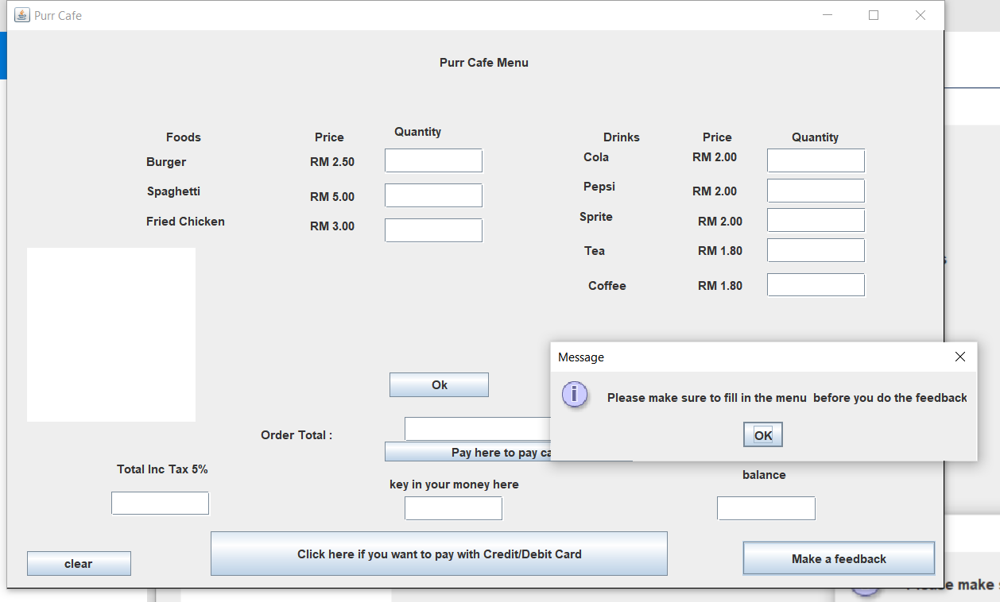 Purr Cafe
Purr Cafe Menu
Foods Price Quantity Drinks Price Quantity
Burger RM 2.50 Cola RM 2.00
Spaghetti RM 5.00 Pepsi RM 2.00
Fried Chicken RM 3.00 Sprite RM 2.00
Tea RM 1.80
Coffee RM 1.80
Message
Please make sure to fill in the menu  before you do the feedback
OK
Ok
Order Total :
Pay here to pay ca
Total Inc Tax 5%
key in your money here
balance
Click here if you want to pay with Credit/Debit Card
clear
Make a feedback
make